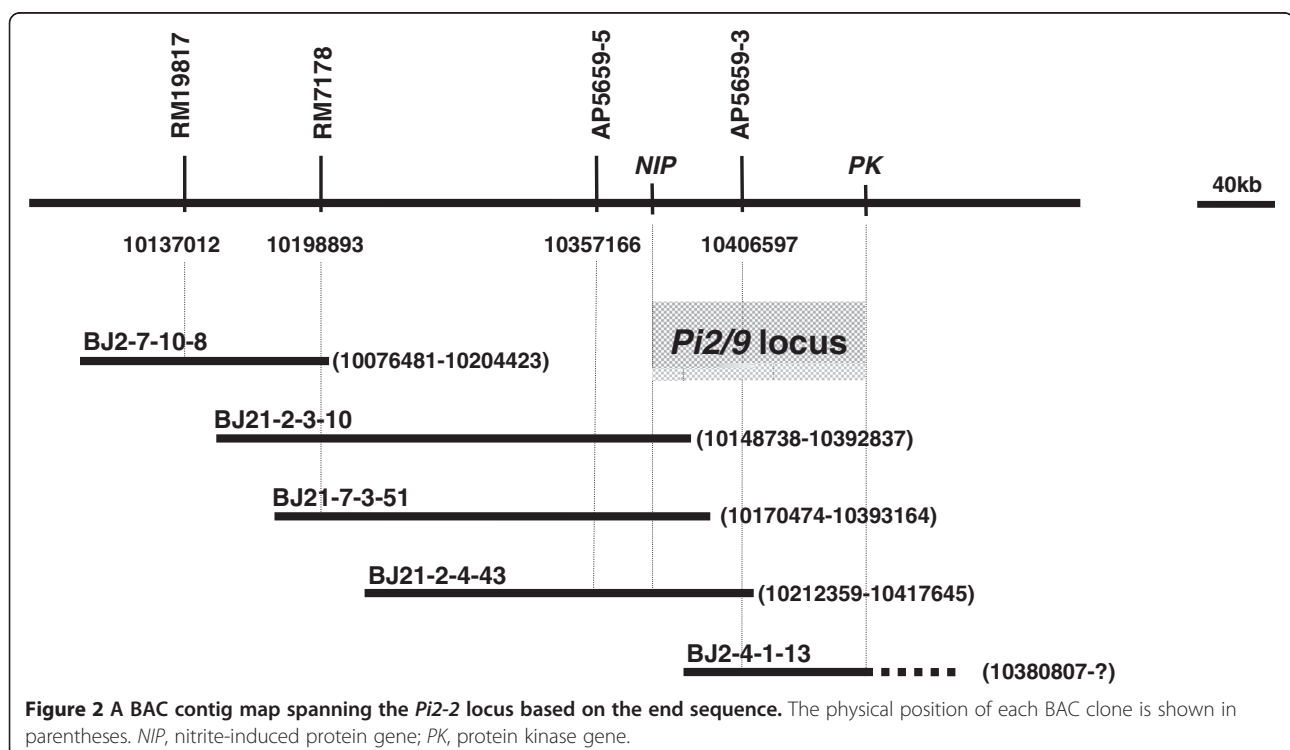 RM19817
RM7178
AP5659-5
NIP
AP5659-3
PK
40kb
10137012
10198893
10357166
10406597
Pi2/9 locus
BJ2-7-10-8
(10076481-10204423)
BJ21-2-3-10
(10148738-10392837)
BJ21-7-3-51
(10170474-10393164)
BJ21-2-4-43
(10212359-10417645)
BJ2-4-1-13
(10380807-?)
Figure 2 A BAC contig map spanning the Pi2-2 locus based on the end sequence. The physical position of each BAC clone is shown in
parentheses. NIP, nitrite-induced protein gene; PK, protein kinase gene.